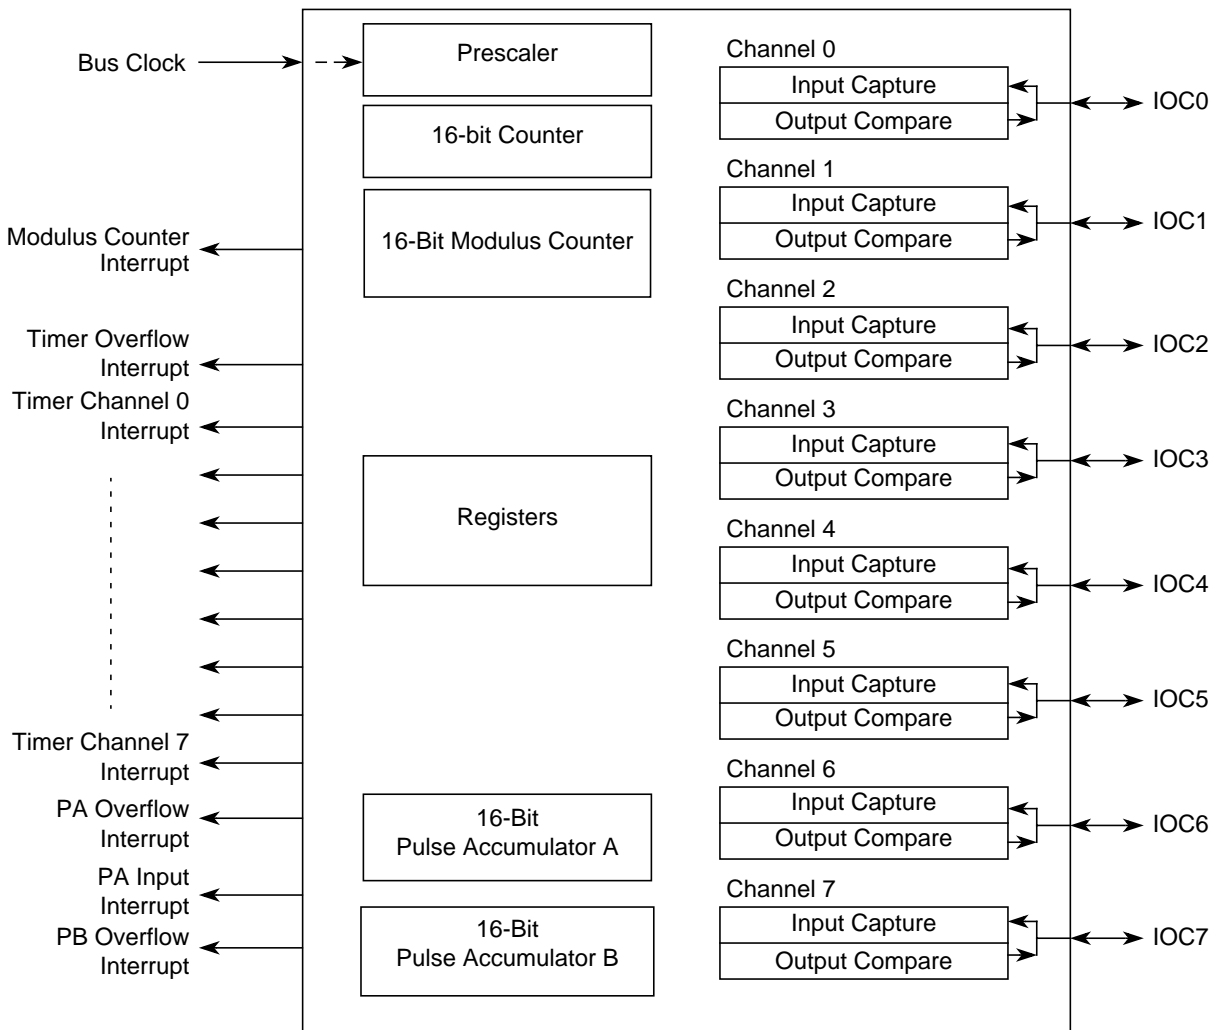 Bus Clock
Modulus Counter
Interrupt
Timer Overflow
Interrupt
Timer Channel 0
Interrupt
Timer Channel 7
Interrupt
PA Overflow
Interrupt
PA Input
Interrupt
PB Overflow
Interrupt
Prescaler
16-bit Counter
16-Bit Modulus Counter
Registers
16-Bit
Pulse Accumulator A
16-Bit
Pulse Accumulator B
Channel 0
Input Capture
Output Compare
IOC0
Channel 1
Input Capture
Output Compare
IOC1
Channel 2
Input Capture
Output Compare
IOC2
Channel 3
Input Capture
Output Compare
IOC3
Channel 4
Input Capture
Output Compare
IOC4
Channel 5
Input Capture
Output Compare
IOC5
Channel 6
Input Capture
Output Compare
IOC6
Channel 7
Input Capture
Output Compare
IOC7